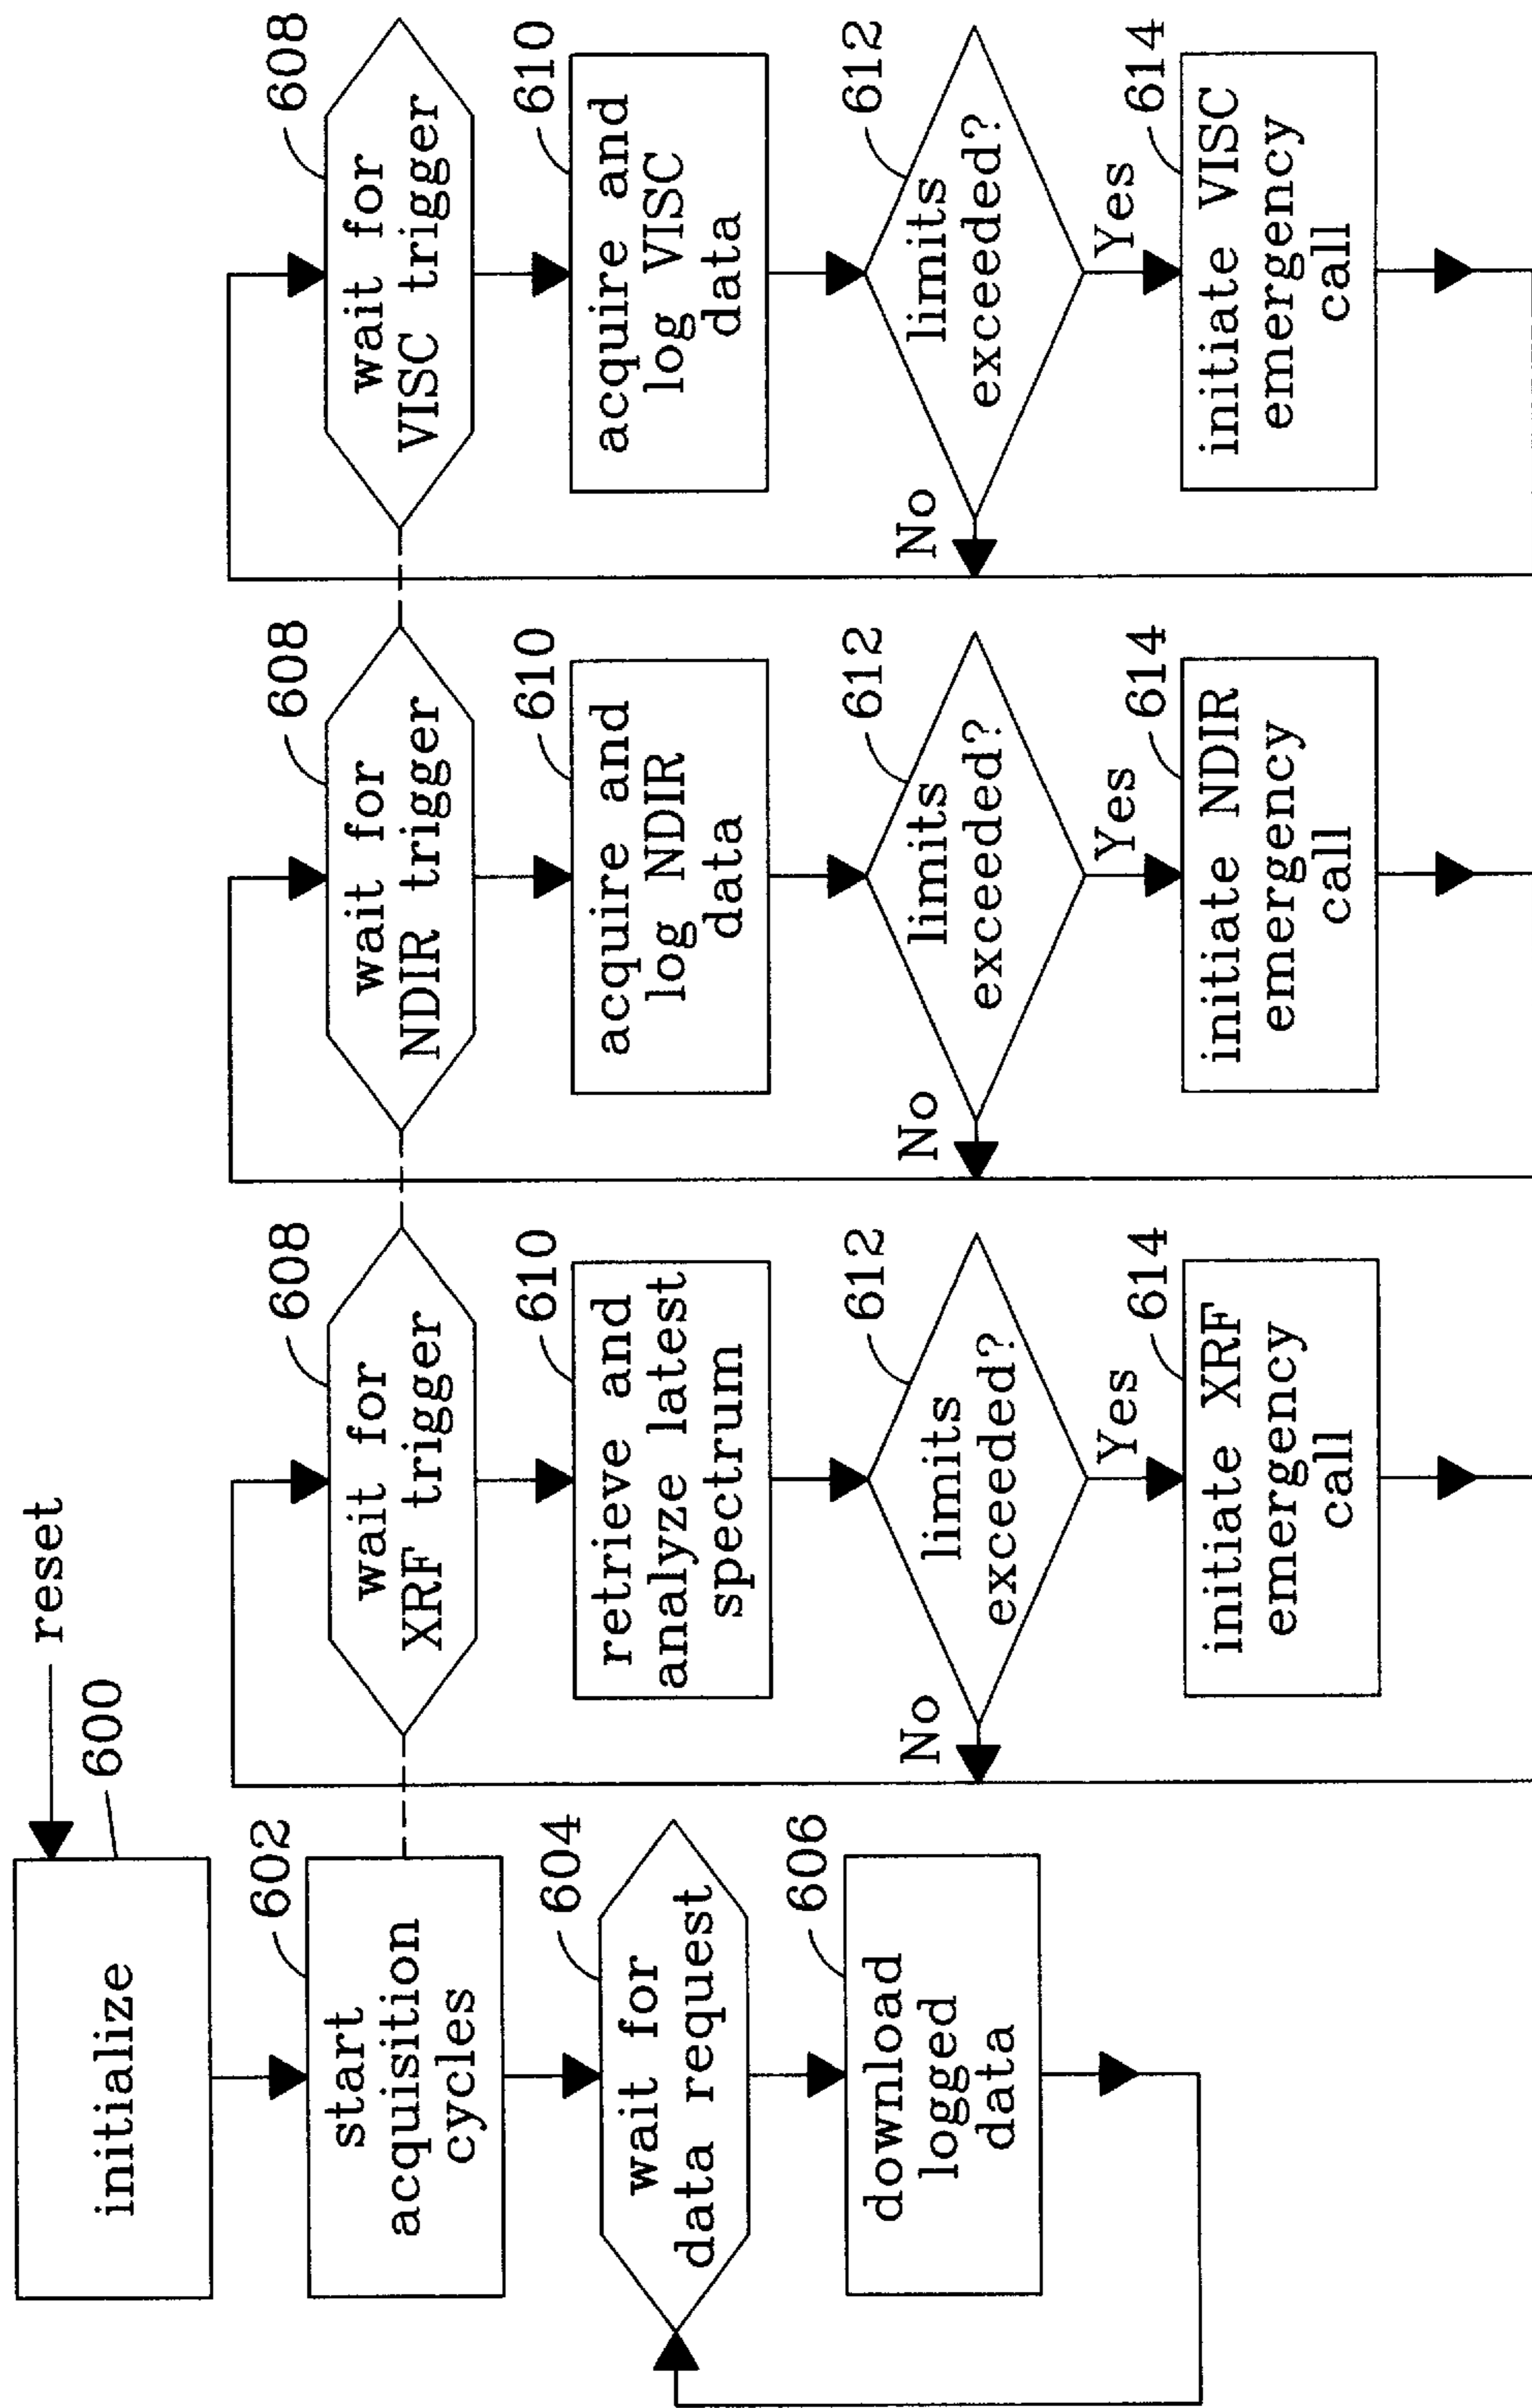 reset
600
initialize
602
start
acquisition
cycles
604
wait for
data request
606
download
logged
data
608
wait for
XRF trigger
610
retrieve and
analyze latest
spectrum
612
limits
exceeded?
No
Yes
614
initiate XRF
emergency
call
608
wait for
NDIR trigger
610
acquire and
log NDIR
data
612
limits
exceeded?
No
Yes
614
initiate NDIR
emergency
call
608
wait for
VISC trigger
610
acquire and
log VISC
data
612
limits
exceeded?
No
Yes
614
initiate VISC
emergency
call